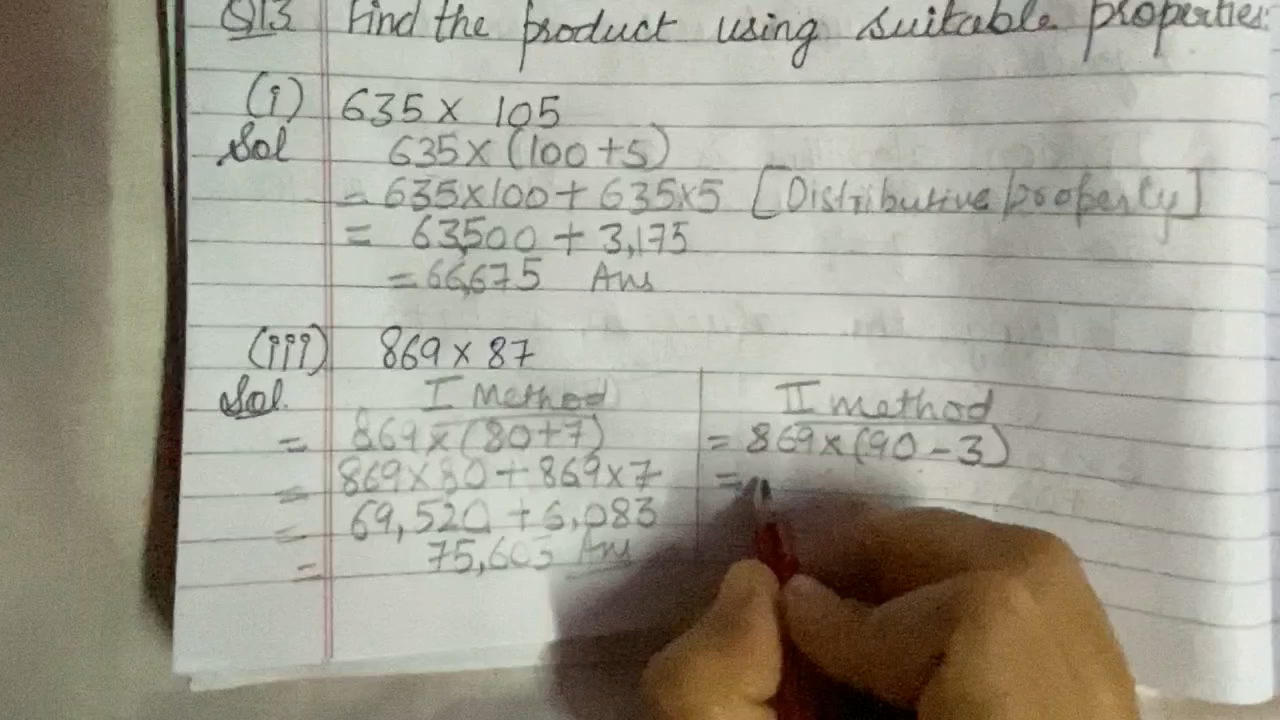 Q13 Find the product using suitable properties:
(i) 635 × 105
Sol 635 × (100 + 5)
= 635×100 + 635×5 [Distributive property]
= 63,500 + 3,175
= 66,675 Ans
(iii) 869 × 87
Sol.
I Method
= 869 × (80+7)
= 869×80 + 869×7
= 69,520 + 6,083
= 75,603 Ans
II method
= 869×(90 - 3)
=